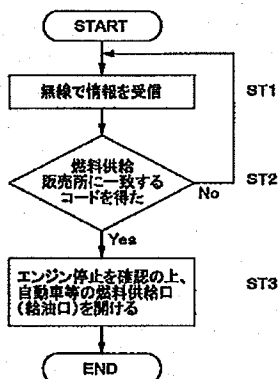 START
無線で情報を受信
ST1
燃料供給
販売所に一致する
コードを得た
ST2
No
Yes
エンジン停止を確認の上、
自動車等の燃料供給口
(給油口)を開ける
ST3
END